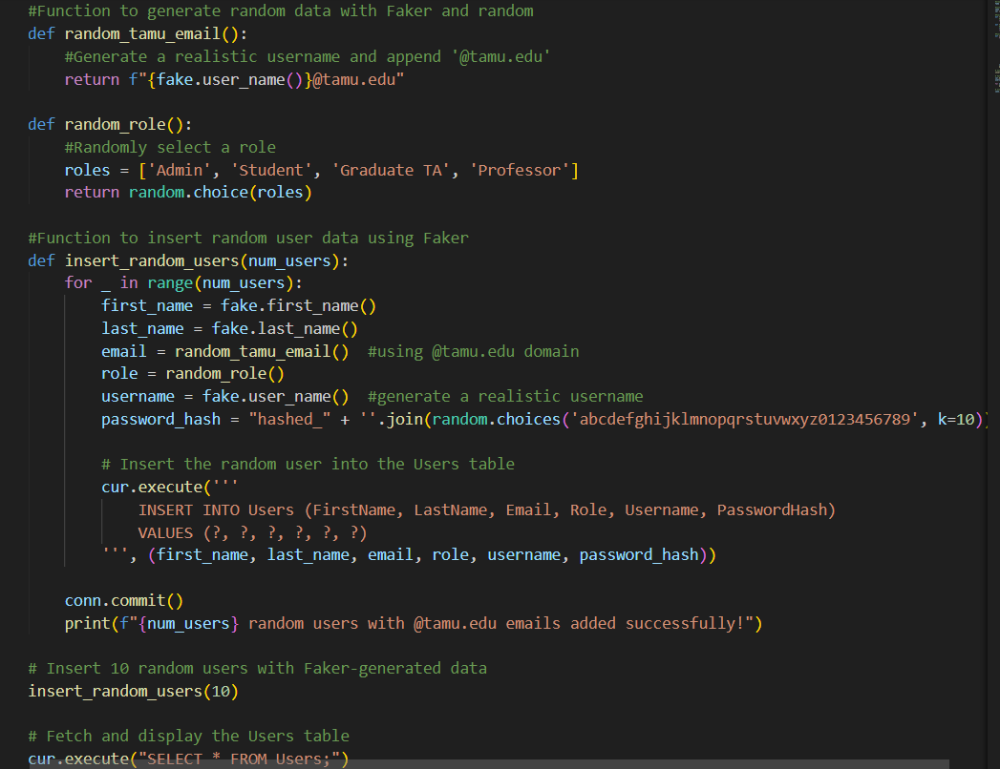 #Function to generate random data with Faker and random
def random_tamu_email():
    #Generate a realistic username and append '@tamu.edu'
    return f"{fake.user_name()}@tamu.edu"

def random_role():
    #Randomly select a role
    roles = ['Admin', 'Student', 'Graduate TA', 'Professor']
    return random.choice(roles)

#Function to insert random user data using Faker
def insert_random_users(num_users):
    for _ in range(num_users):
        first_name = fake.first_name()
        last_name = fake.last_name()
        email = random_tamu_email()  #using @tamu.edu domain
        role = random_role()
        username = fake.user_name()  #generate a realistic username
        password_hash = "hashed_" + ''.join(random.choices('abcdefghijklmnopqrstuvwxyz0123456789', k=10))

        # Insert the random user into the Users table
        cur.execute('''
            INSERT INTO Users (FirstName, LastName, Email, Role, Username, PasswordHash)
            VALUES (?, ?, ?, ?, ?, ?)
        ''', (first_name, last_name, email, role, username, password_hash))

    conn.commit()
    print(f"{num_users} random users with @tamu.edu emails added successfully!")

# Insert 10 random users with Faker-generated data
insert_random_users(10)

# Fetch and display the Users table
cur.execute("SELECT * FROM Users;")